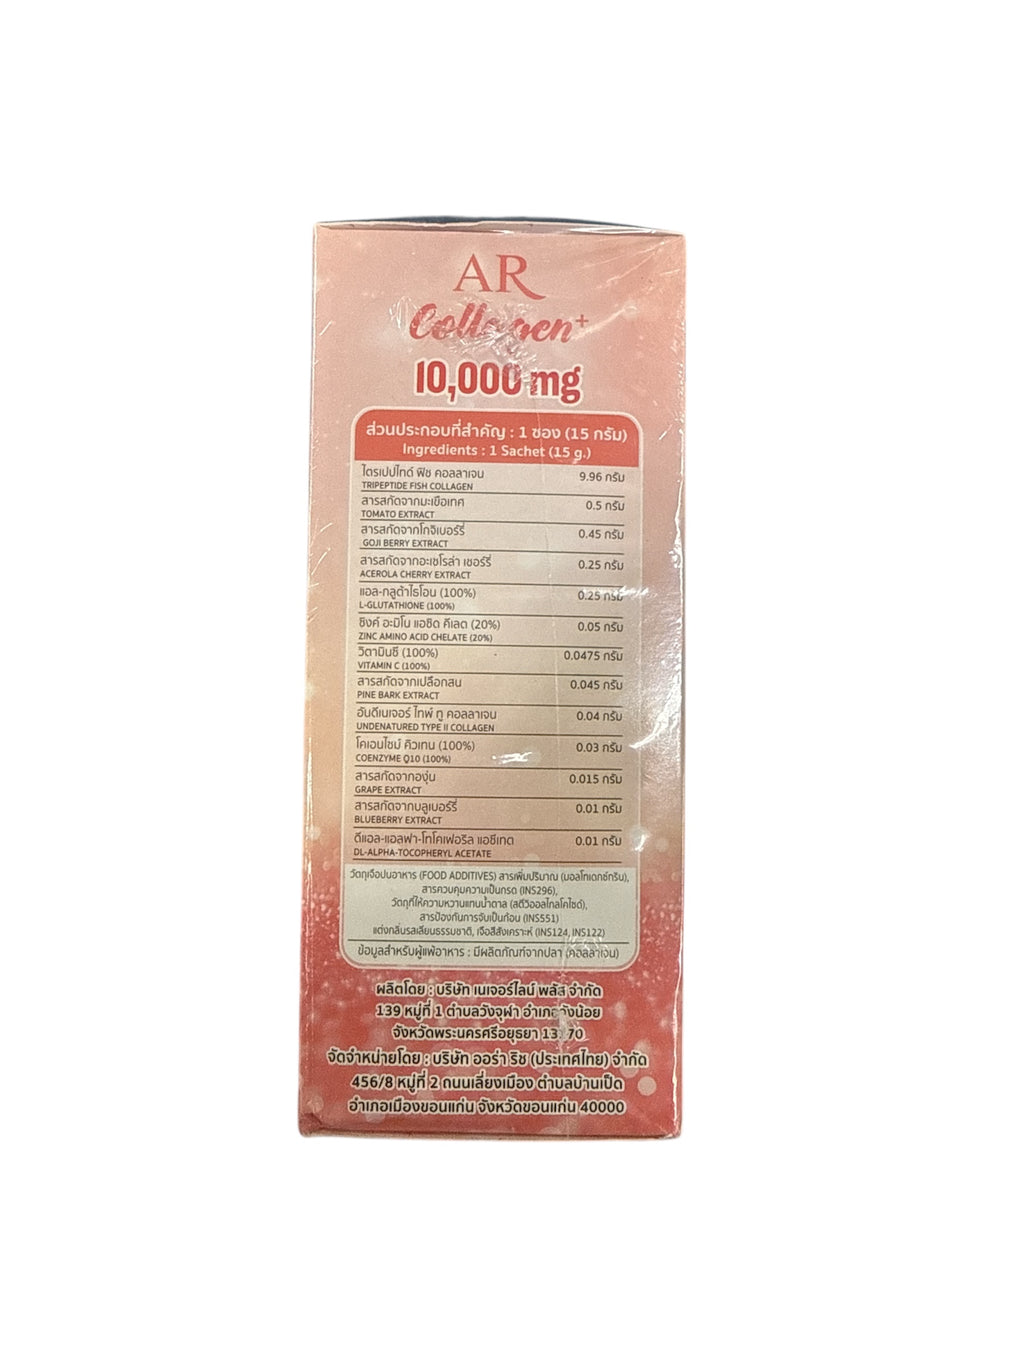 AR
Collagen+
10,000 mg
ส่วนประกอบที่สำคัญ : 1 ซอง (15 กรัม)
Ingredients : 1 Sachet (15 g.)
ไตรเปปไทด์ ฟิช คอลลาเจน 9.96 กรัม
TRIPEPTIDE FISH COLLAGEN
สารสกัดจากมะเขือเทศ 0.5 กรัม
TOMATO EXTRACT
สารสกัดจากโกจิเบอร์รี่ 0.45 กรัม
GOJI BERRY EXTRACT
สารสกัดจากอะเซโรล่า เชอร์รี่ 0.25 กรัม
ACEROLA CHERRY EXTRACT
แอล-กลูต้าไธโอน (100%) 0.25 กรัม
L-GLUTATHIONE (100%)
ซิงค์ อะมิโน แอซิด คีเลต (20%) 0.05 กรัม
ZINC AMINO ACID CHELATE (20%)
วิตามินซี (100%) 0.0475 กรัม
VITAMIN C (100%)
สารสกัดจากเปลือกสน 0.045 กรัม
PINE BARK EXTRACT
อันดีเนเจอร์ ไทพ์ ทู คอลลาเจน 0.04 กรัม
UNDENATURED TYPE II COLLAGEN
โคเอนไซม์ คิวเทน (100%) 0.03 กรัม
COENZYME Q10 (100%)
สารสกัดจากองุ่น 0.015 กรัม
GRAPE EXTRACT
สารสกัดจากบลูเบอร์รี่ 0.01 กรัม
BLUEBERRY EXTRACT
ดีแอล-แอลฟา-โทโคเฟอริล แอซีเทต 0.01 กรัม
DL-ALPHA-TOCOPHERYL ACETATE
วัตถุเจือปนอาหาร (FOOD ADDITIVES) สารเพิ่มปริมาณ (มอลโทเดกซ์ทริน),
สารควบคุมความเป็นกรด (INS296),
วัตถุที่ให้ความหวานแทนน้ำตาล (สตีวิออลไกลโคไซด์),
สารป้องกันการจับเป็นก้อน (INS551)
แต่งกลิ่นรสเลียนธรรมชาติ, เจือสีสังเคราะห์ (INS124, INS122)
ข้อมูลสำหรับผู้แพ้อาหาร : มีผลิตภัณฑ์จากปลา (คอลลาเจน)
ผลิตโดย : บริษัท เนเจอร์ไลน์ พลัส จำกัด
139 หมู่ที่ 1 ตำบลวังจุฬา อำเภอวังน้อย
จังหวัดพระนครศรีอยุธยา
จัดจำหน่ายโดย : บริษัท ออร่า ริช (ประเทศไทย) จำกัด
456/8 หมู่ที่ 2 ถนนเลี่ยงเมือง ตำบลบ้านเป็ด
อำเภอเมืองขอนแก่น จังหวัดขอนแก่น 40000